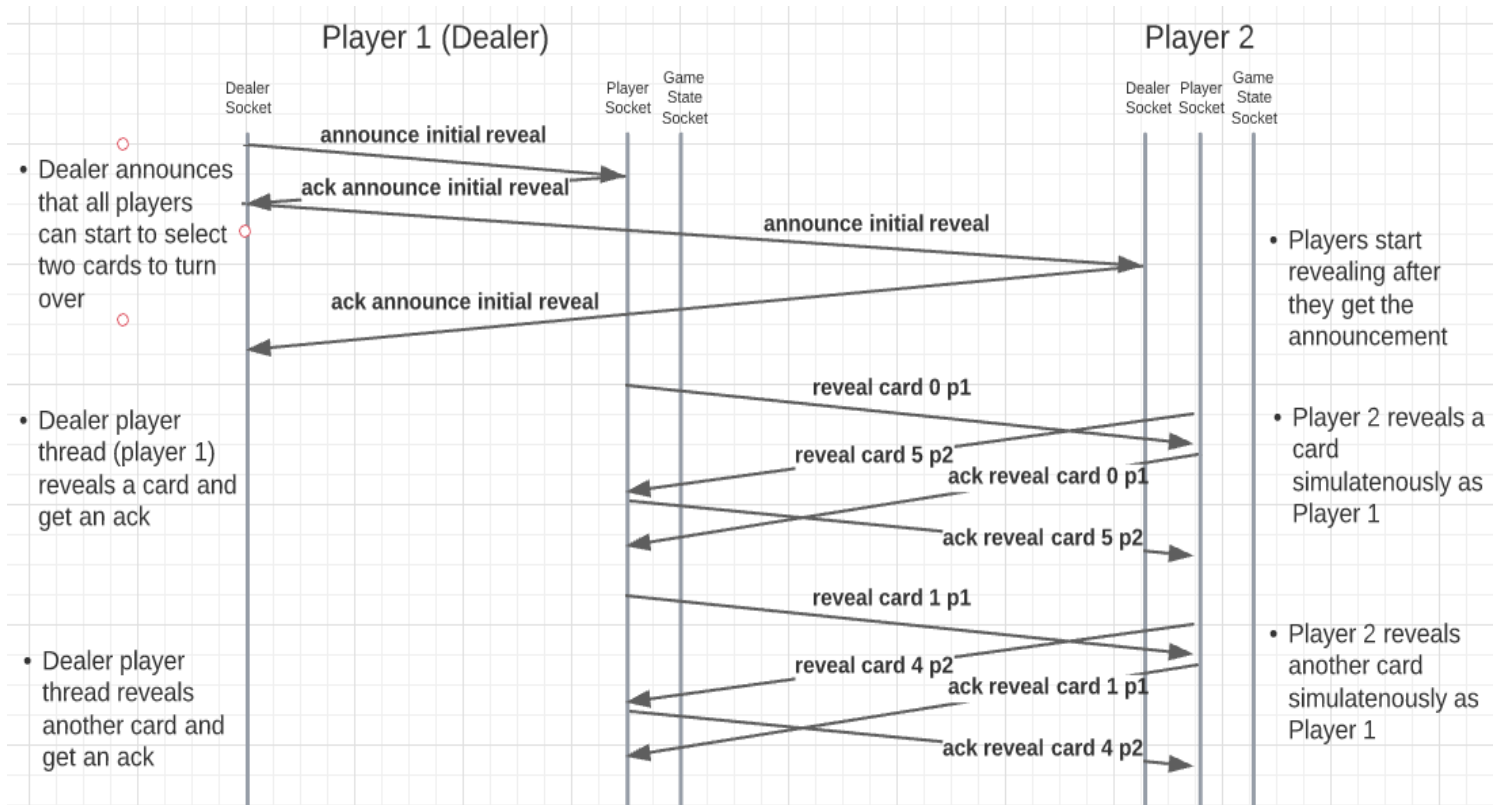 Player 1 (Dealer)
Player 2
Dealer
Socket
Player
Socket
Game
State
Socket
Dealer
Socket
Player
Socket
Game
State
Socket
announce initial reveal
• Dealer announces
that all players
can start to select
two cards to turn
over
ack announce initial reveal
announce initial reveal
• Players start
revealing after
they get the
announcement
ack announce initial reveal
reveal card 0 p1
• Dealer player
thread (player 1)
reveals a card and
get an ack
• Player 2 reveals a
card
simulatenously as
Player 1
reveal card 5 p2
ack reveal card 0 p1
ack reveal card 5 p2
reveal card 1 p1
• Dealer player
thread reveals
another card and
get an ack
• Player 2 reveals
another card
simulatenously as
Player 1
reveal card 4 p2
ack reveal card 1 p1
ack reveal card 4 p2